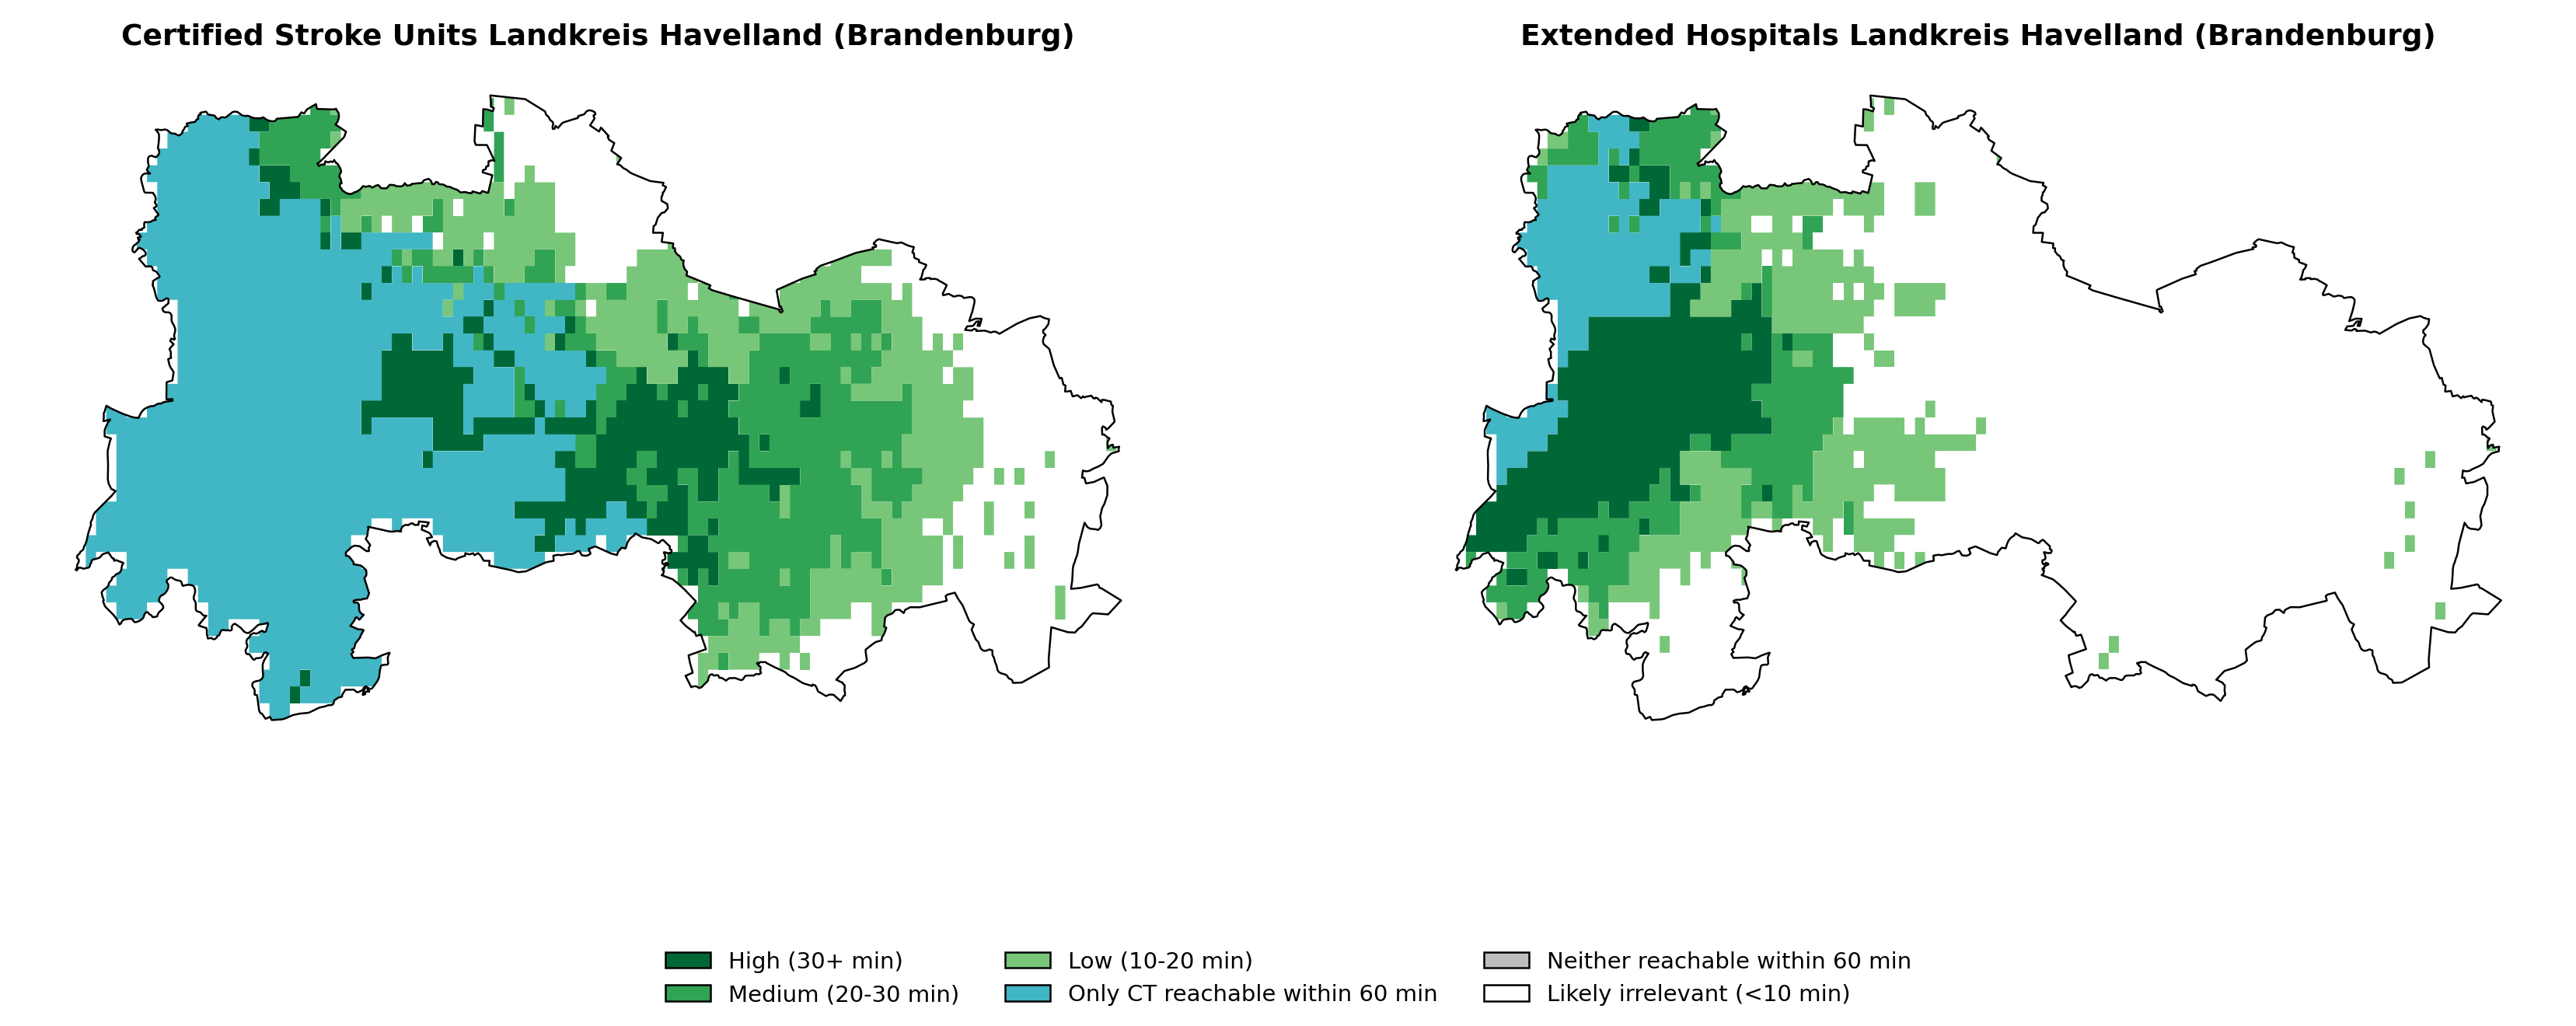 Certified Stroke Units Landkreis Havelland (Brandenburg)
Extended Hospitals Landkreis Havelland (Brandenburg)
High (30+ min)
Medium (20-30 min)
Low (10-20 min)
Only CT reachable within 60 min
Neither reachable within 60 min
Likely irrelevant (<10 min)